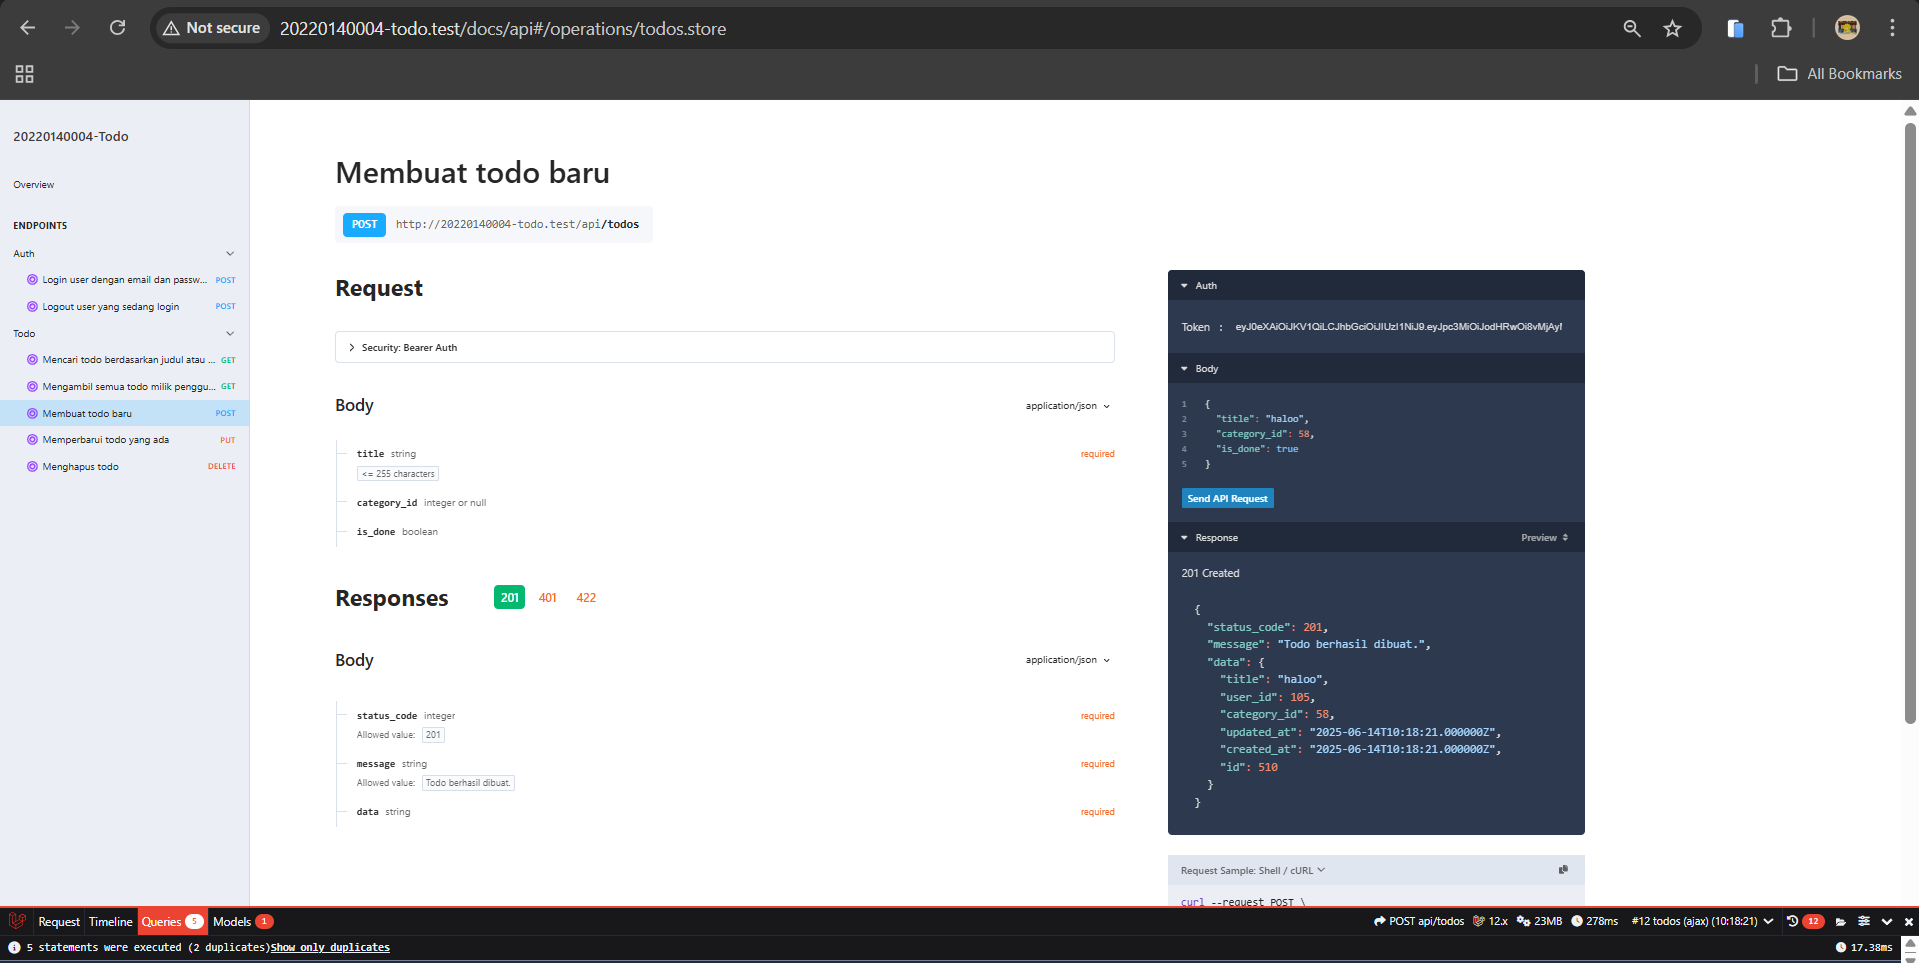 Not secure
20220140004-todo.test/docs/api#/operations/todos.store
All Bookmarks
20220140004-Todo
Overview
ENDPOINTS
Auth
Login user dengan email dan passw... POST
Logout user yang sedang login POST
Todo
Mencari todo berdasarkan judul atau ... GET
Mengambil semua todo milik penggu... GET
Membuat todo baru POST
Memperbarui todo yang ada PUT
Menghapus todo DELETE
Membuat todo baru
POST http://20220140004-todo.test/api/todos
Request
Security: Bearer Auth
Body application/json
title string required
<= 255 characters
category_id integer or null
is_done boolean
Responses 201 401 422
Body application/json
status_code integer required
Allowed value: 201
message string required
Allowed value: Todo berhasil dibuat.
data string required
Auth
Token : eyJ0eXAiOiJKV1QiLCJhbGciOiJIUzI1NiJ9.eyJpc3MiOiJodHRwOi8vMjAyI
Body
1 {
2 "title": "haloo",
3 "category_id": 58,
4 "is_done": true
5 }
Send API Request
Response Preview
201 Created
{
"status_code": 201,
"message": "Todo berhasil dibuat.",
"data": {
"title": "haloo",
"user_id": 105,
"category_id": 58,
"updated_at": "2025-06-14T10:18:21.000000Z",
"created_at": "2025-06-14T10:18:21.000000Z",
"id": 510
}
}
Request Sample: Shell / cURL
curl --request POST \
Request Timeline Queries 5 Models 1 POST api/todos 12.x 23MB 278ms #12 todos (ajax) (10:18:21) 12
5 statements were executed (2 duplicates)Show only duplicates 17.38ms